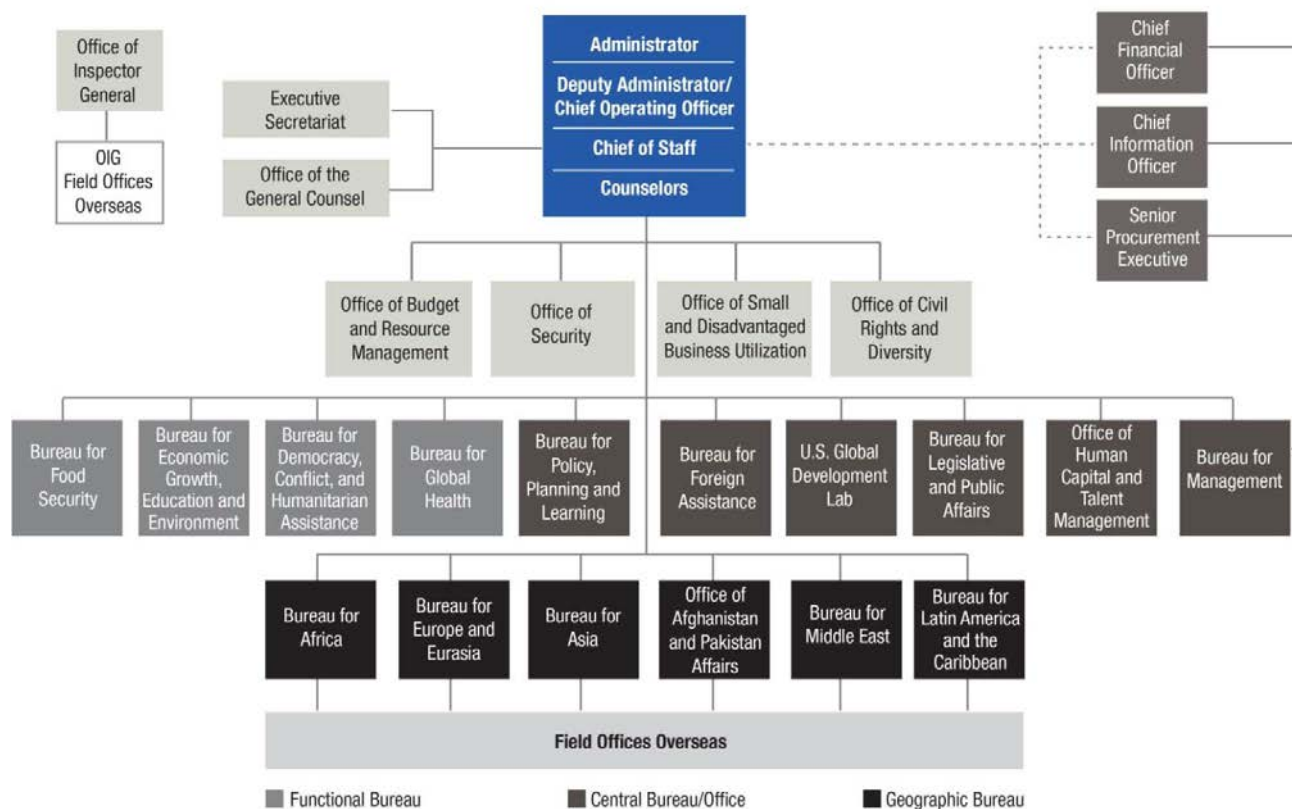 Office of
Inspector
General
OIG
Field Offices
Overseas
Executive
Secretariat
Office of the
General Counsel
Administrator
Deputy Administrator/
Chief Operating Officer
Chief of Staff
Counselors
Chief
Financial
Officer
Chief
Information
Officer
Senior
Procurement
Executive
Office of Budget
and Resource
Management
Office of
Security
Office of Small
and Disadvantaged
Business Utilization
Office of Civil
Rights and
Diversity
Bureau for
Food
Security
Bureau for
Economic
Growth,
Education and
Environment
Bureau for
Democracy,
Conflict, and
Humanitarian
Assistance
Bureau for
Global
Health
Bureau for
Policy,
Planning and
Learning
Bureau for
Foreign
Assistance
U.S. Global
Development
Lab
Bureau for
Legislative
and Public
Affairs
Office of
Human
Capital and
Talent
Management
Bureau for
Management
Bureau for
Africa
Bureau for
Europe and
Eurasia
Bureau for
Asia
Office of
Afghanistan
and Pakistan
Affairs
Bureau for
Middle East
Bureau for
Latin America
and the
Caribbean
Field Offices Overseas
Functional Bureau
Central Bureau/Office
Geographic Bureau